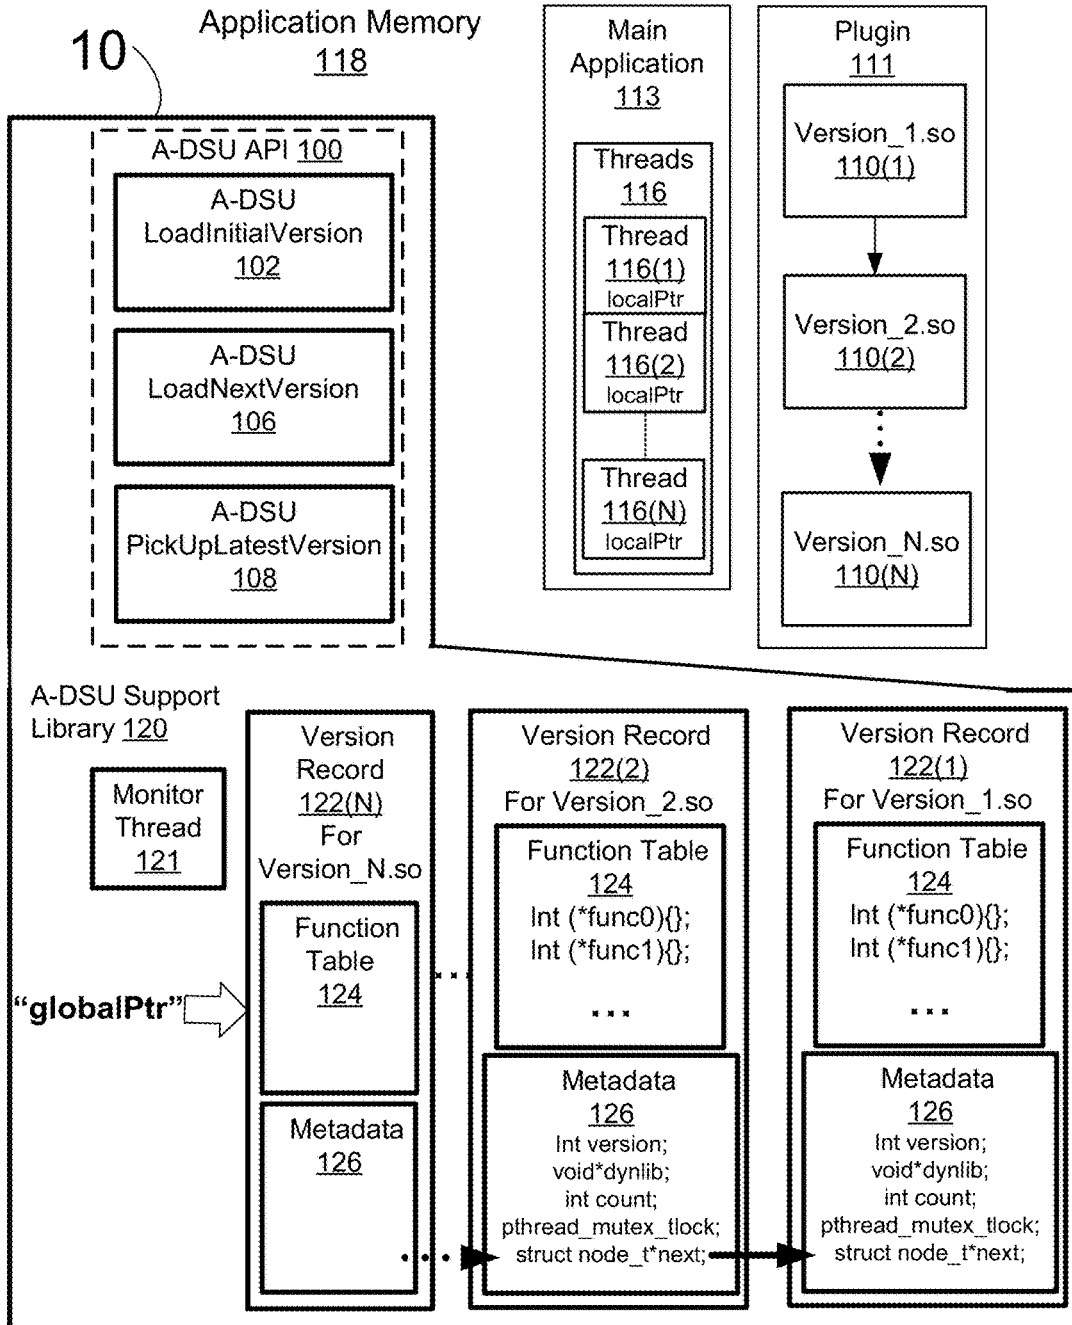 10
Application Memory
118
A-DSU API 100
A-DSU
LoadInitialVersion
102
A-DSU
LoadNextVersion
106
A-DSU
PickUpLatestVersion
108
Main
Application
113
Threads
116
Thread
116(1)
localPtr
Thread
116(2)
localPtr
Thread
116(N)
localPtr
Plugin
111
Version_1.so
110(1)
Version_2.so
110(2)
Version_N.so
110(N)
A-DSU Support
Library 120
Monitor
Thread
121
"globalPtr"
Version
Record
122(N)
For
Version_N.so
Function
Table
124
Metadata
126
...
Version Record
122(2)
For Version_2.so
Function Table
124
Int (*func0){};
Int (*func1){};
...
Metadata
126
Int version;
void*dynlib;
int count;
pthread_mutex_tlock;
struct node_t*next;
Version Record
122(1)
For Version_1.so
Function Table
124
Int (*func0){};
Int (*func1){};
...
Metadata
126
Int version;
void*dynlib;
int count;
pthread_mutex_tlock;
struct node_t*next;